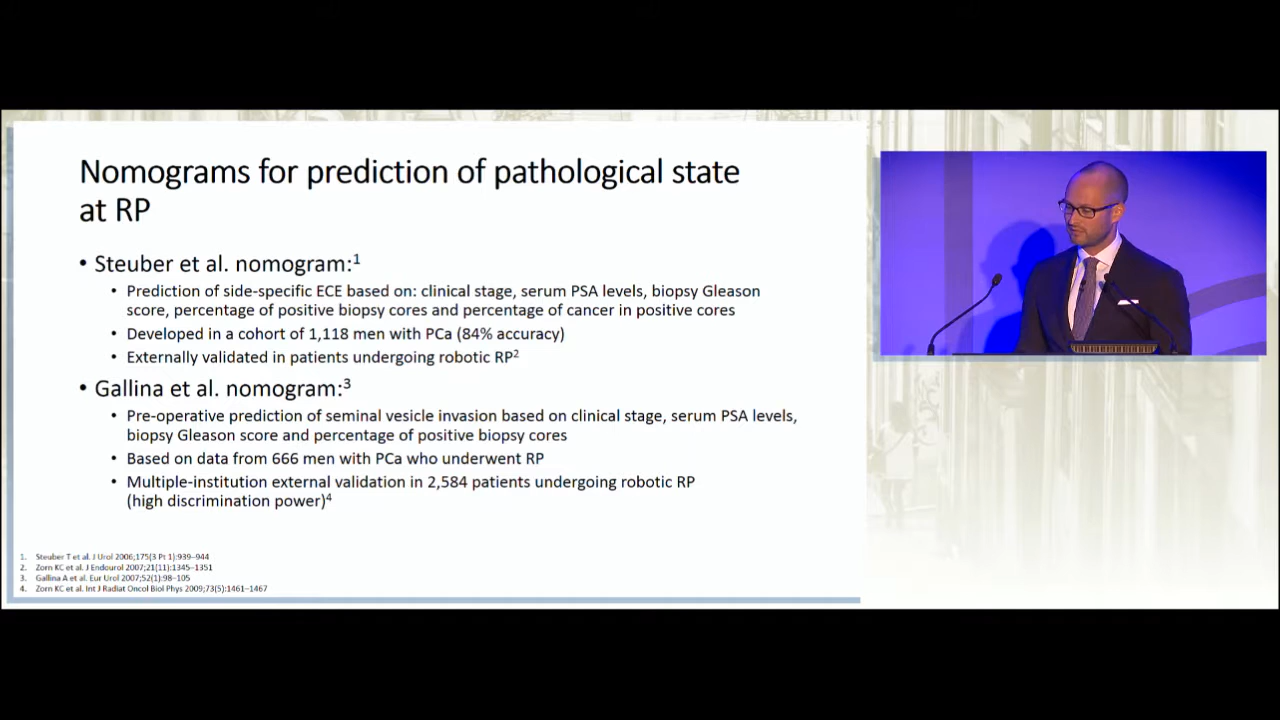 Nomograms for prediction of pathological state
at RP
• Steuber et al. nomogram:1
• Prediction of side-specific ECE based on: clinical stage, serum PSA levels, biopsy Gleason
score, percentage of positive biopsy cores and percentage of cancer in positive cores
• Developed in a cohort of 1,118 men with PCa (84% accuracy)
• Externally validated in patients undergoing robotic RP2
• Gallina et al. nomogram:3
• Pre-operative prediction of seminal vesicle invasion based on clinical stage, serum PSA levels,
biopsy Gleason score and percentage of positive biopsy cores
• Based on data from 666 men with PCa who underwent RP
• Multiple-institution external validation in 2,584 patients undergoing robotic RP
(high discrimination power)4
1. Steuber T et al. J Urol 2006;175(3 Pt 1):939–944
2. Zorn KC et al. J Endourol 2007;21(11):1345–1351
3. Gallina A et al. Eur Urol 2007;52(1):98–105
4. Zorn KC et al. Int J Radiat Oncol Biol Phys 2009;73(5):1461–1467